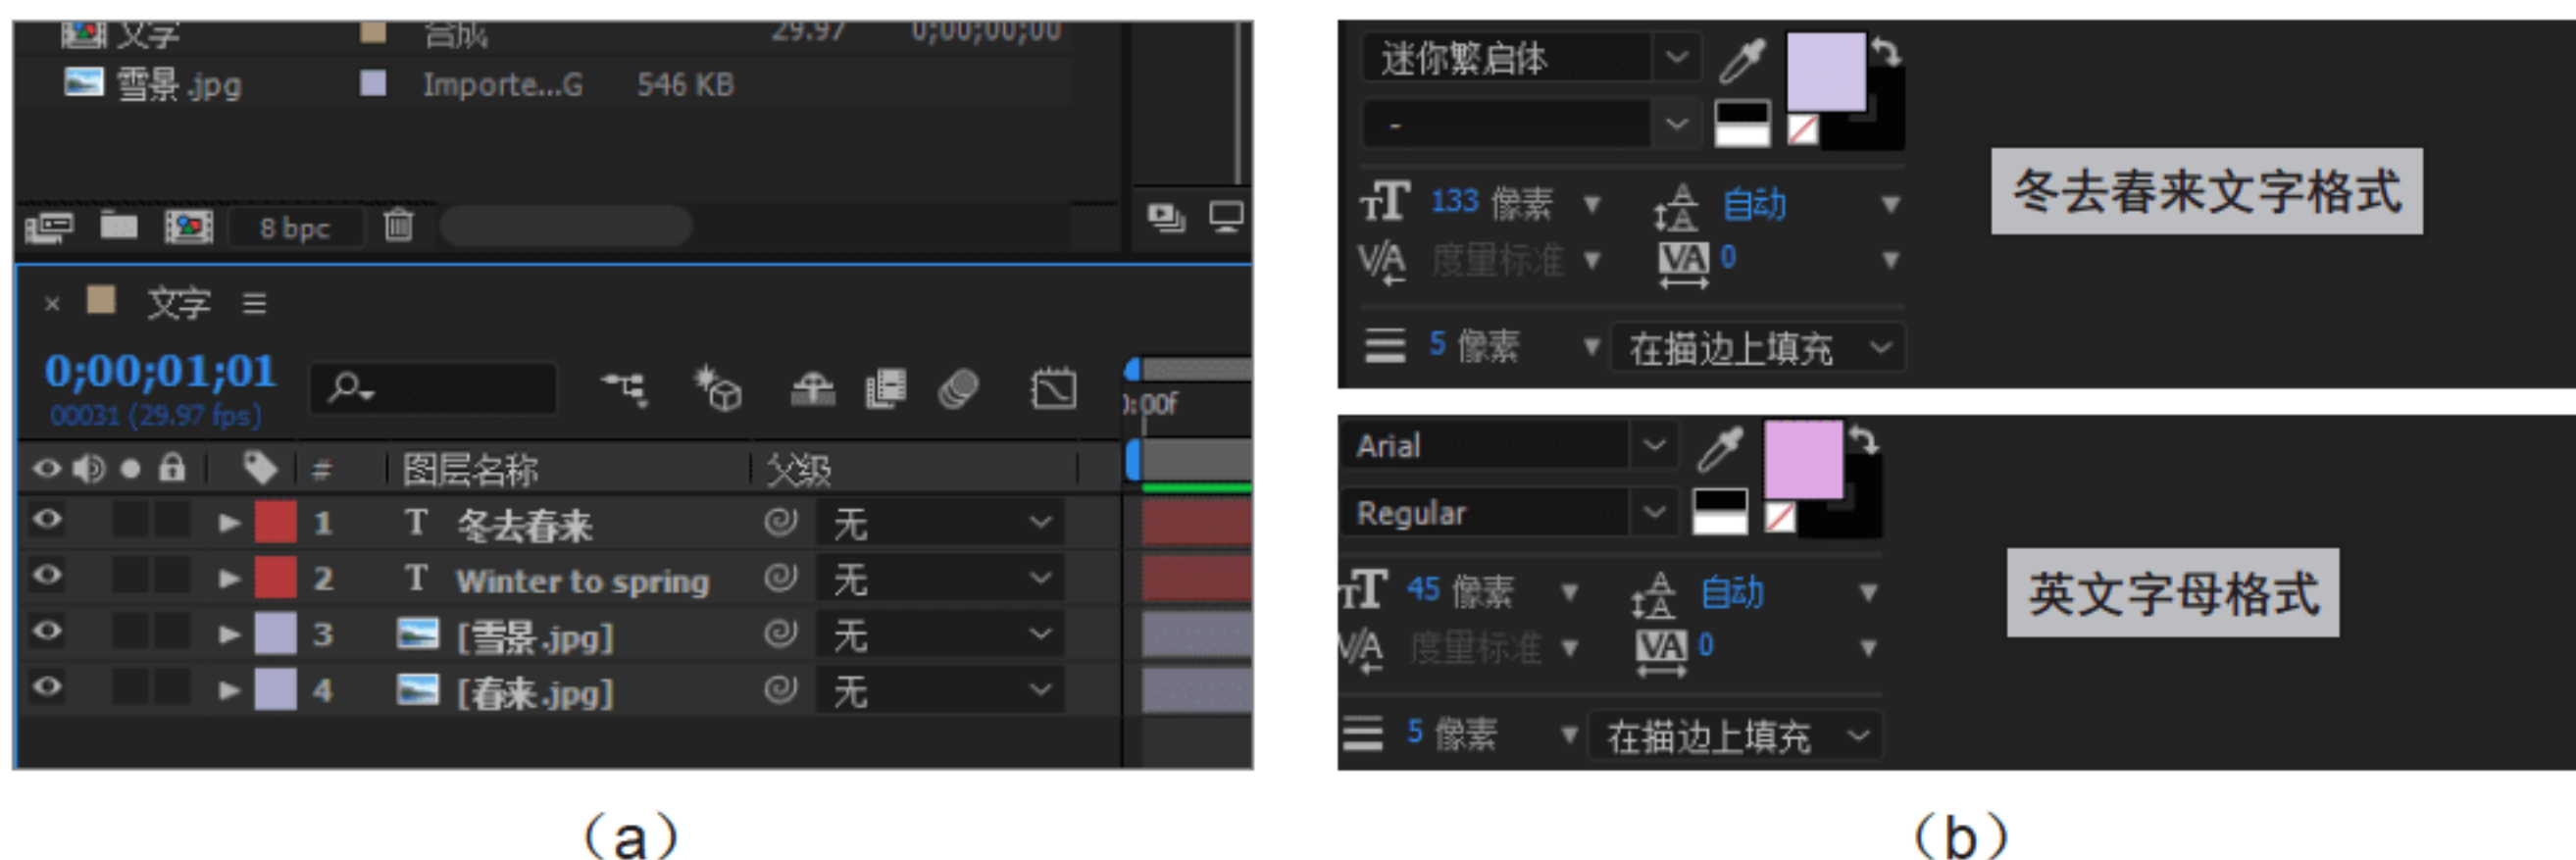 文字 合成 29.97 0;00;00;00
雪景.jpg Importe...G 546 KB
8 bpc
文字
0;00;01;01
00031 (29.97 fps)
0:00f
# 图层名称 父级
1 T 冬去春来 无
2 T Winter to spring 无
3 [雪景.jpg] 无
4 [春来.jpg] 无
(a)
迷你繁启体
-
133 像素 自动
度量标准 0
5 像素 在描边上填充
冬去春来文字格式
Arial
Regular
45 像素 自动
度量标准 0
5 像素 在描边上填充
英文字母格式
(b)